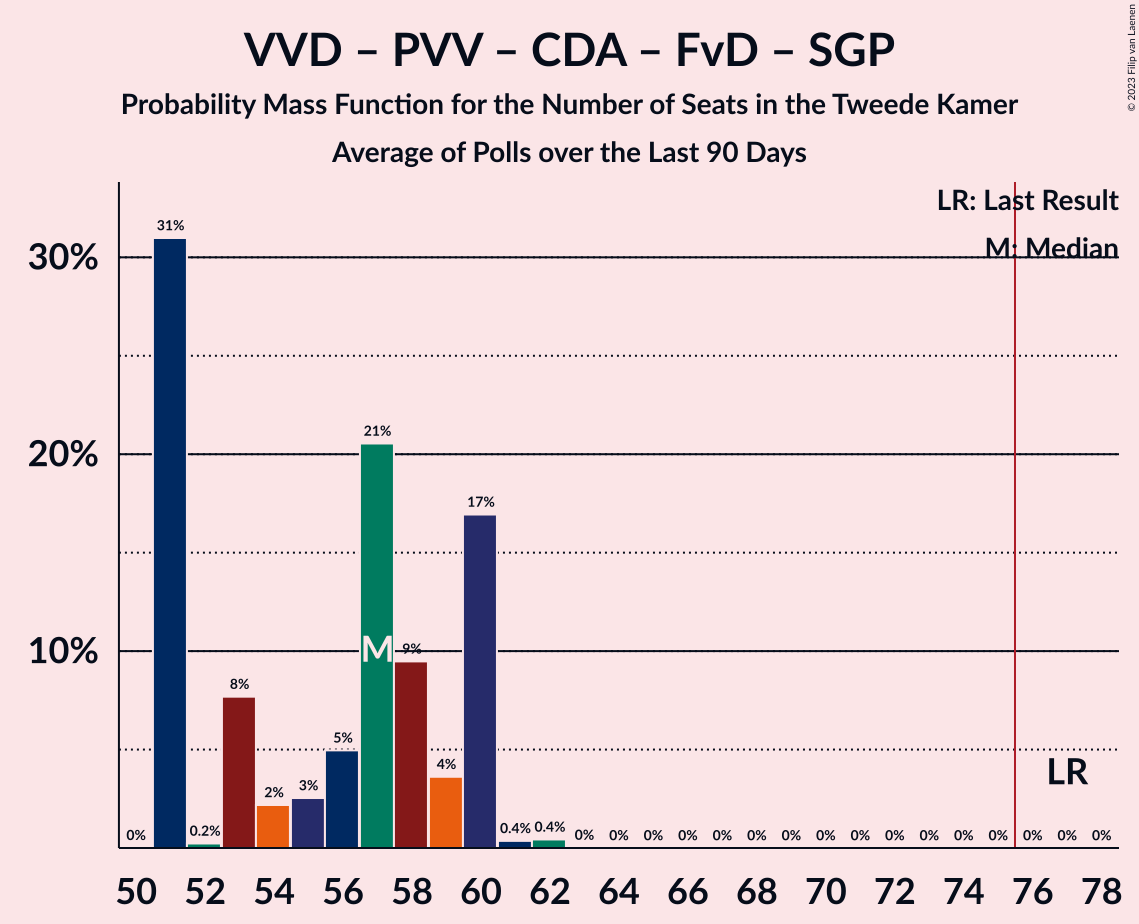 VVD – PVV – CDA – FvD – SGP
Probability Mass Function for the Number of Seats in the Tweede Kamer
Average of Polls over the Last 90 Days
© 2023 Filip van Laenen
LR: Last Result
M: Median
30%
20%
10%
0% 31% 0.2% 8% 2% 3% 5% 21% 9% 4% 17% 0.4% 0.4% 0% 0% 0% 0% 0% 0% 0% 0% 0% 0% 0% 0% 0% 0% 0% 0%
M
LR
50 52 54 56 58 60 62 64 66 68 70 72 74 76 78